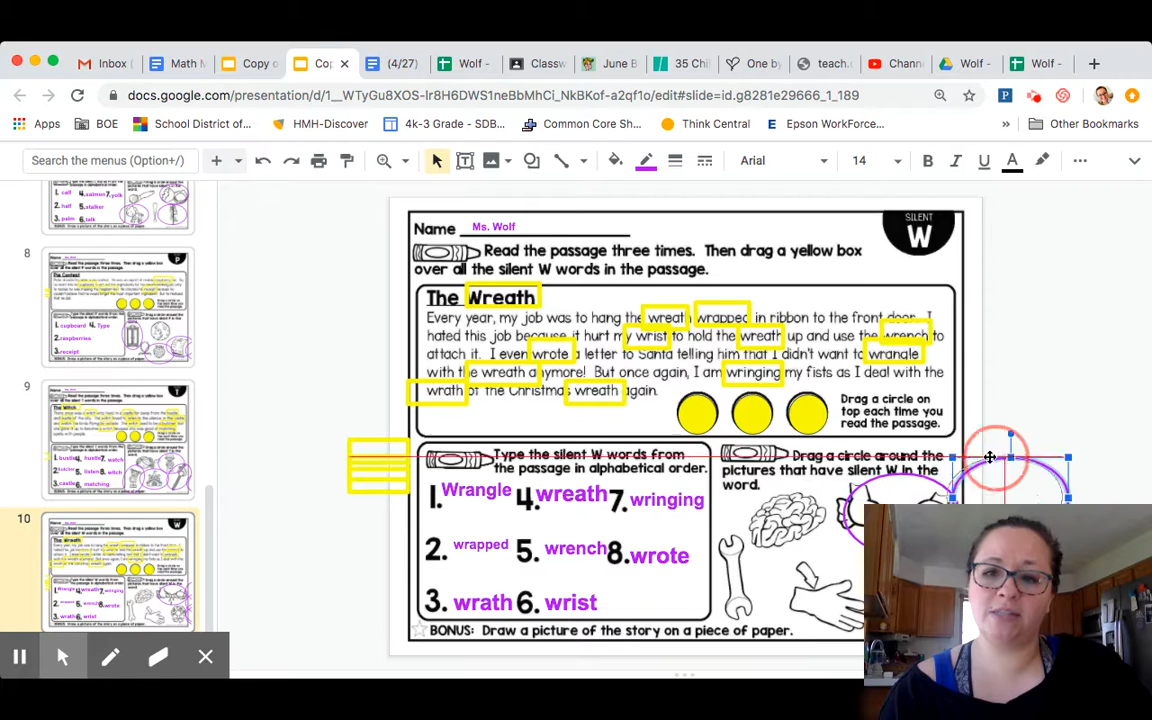 Inbox (
Math M
Copy o
Cop
(4/27)
Wolf -
Classw
June B
35 Chi
One by
teach.c
Channe
Wolf -
Wolf -
docs.google.com/presentation/d/1__WTyGu8XOS-lr8H6DWS1neBbMhCi_NkBKof-a2qf1o/edit#slide=id.g8281e29666_1_189
Apps
BOE
School District of...
HMH-Discover
4k-3 Grade - SDB...
Common Core Sh...
Think Central
Epson WorkForce...
Other Bookmarks
Search the menus (Option+/)
Arial
14
8
9
10
Name Ms. Wolf
SILENT
W
Read the passage three times. Then drag a yellow box
over all the silent W words in the passage.
The Wreath
Every year, my job was to hang the wreath wrapped in ribbon to the front door. I
hated this job because it hurt my wrist to hold the wreath up and use the wrench to
attach it. I even wrote a letter to Santa telling him that I didn't want to wrangle
with the wreath anymore! But once again, I am wringing my fists as I deal with the
wrath of the Christmas wreath again.
Drag a circle on
top each time you
read the passage.
Type the silent W words from
the passage in alphabetical order.
1. Wrangle 4. wreath 7. wringing
2. wrapped 5. wrench 8. wrote
3. wrath 6. wrist
Drag a circle around the
pictures that have silent W in the
word.
BONUS: Draw a picture of the story on a piece of paper.